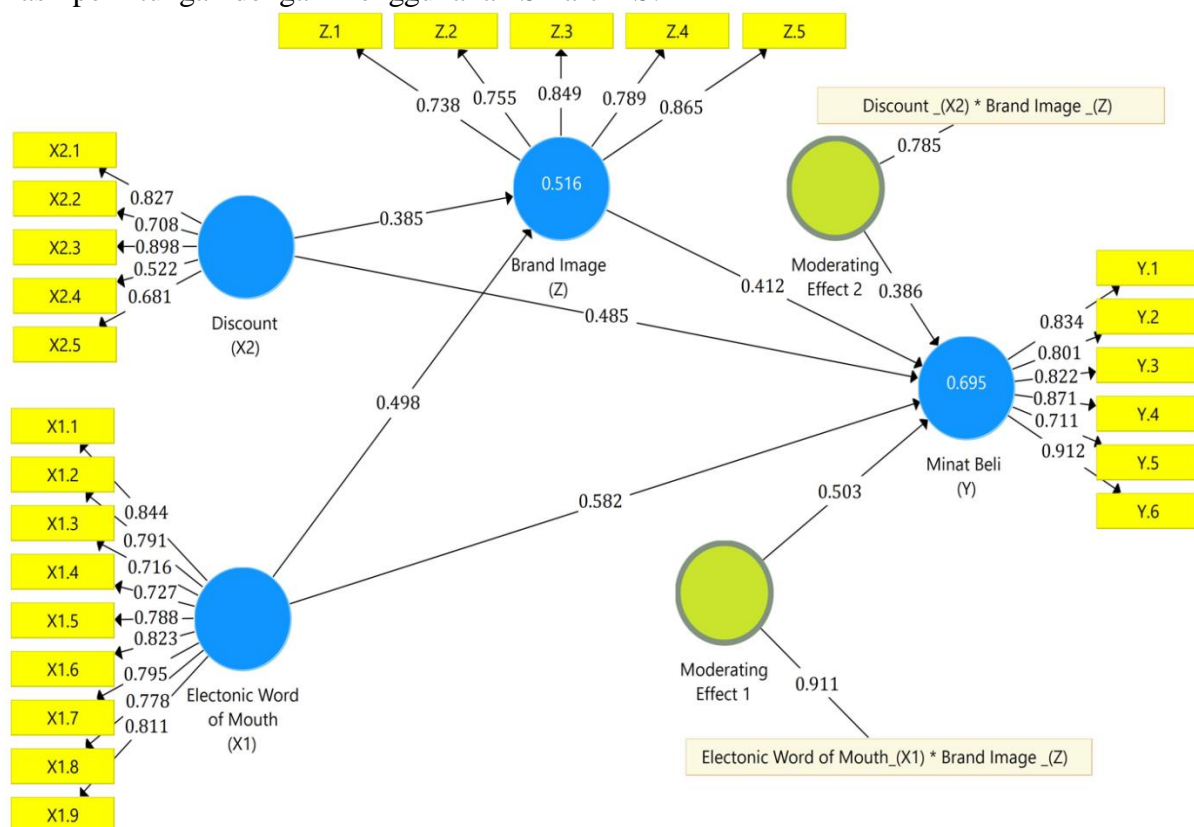 Z.1
Z.2
Z.3
Z.4
Z.5
0.738
0.755
0.849
0.789
0.865
Discount _(X2) * Brand Image _(Z)
0.785
X2.1
X2.2
X2.3
X2.4
X2.5
0.827
0.708
0.898
0.522
0.681
Discount
(X2)
0.385
0.516
Brand Image
(Z)
Moderating
Effect 2
0.412
0.386
0.485
0.498
0.695
Minat Beli
(Y)
0.834
0.801
0.822
0.871
0.711
0.912
Y.1
Y.2
Y.3
Y.4
Y.5
Y.6
X1.1
X1.2
X1.3
X1.4
X1.5
X1.6
X1.7
X1.8
X1.9
0.844
0.791
0.716
0.727
0.788
0.823
0.795
0.778
0.811
Electonic Word
of Mouth
(X1)
0.582
0.503
Moderating
Effect 1
0.911
Electonic Word of Mouth_(X1) * Brand Image _(Z)